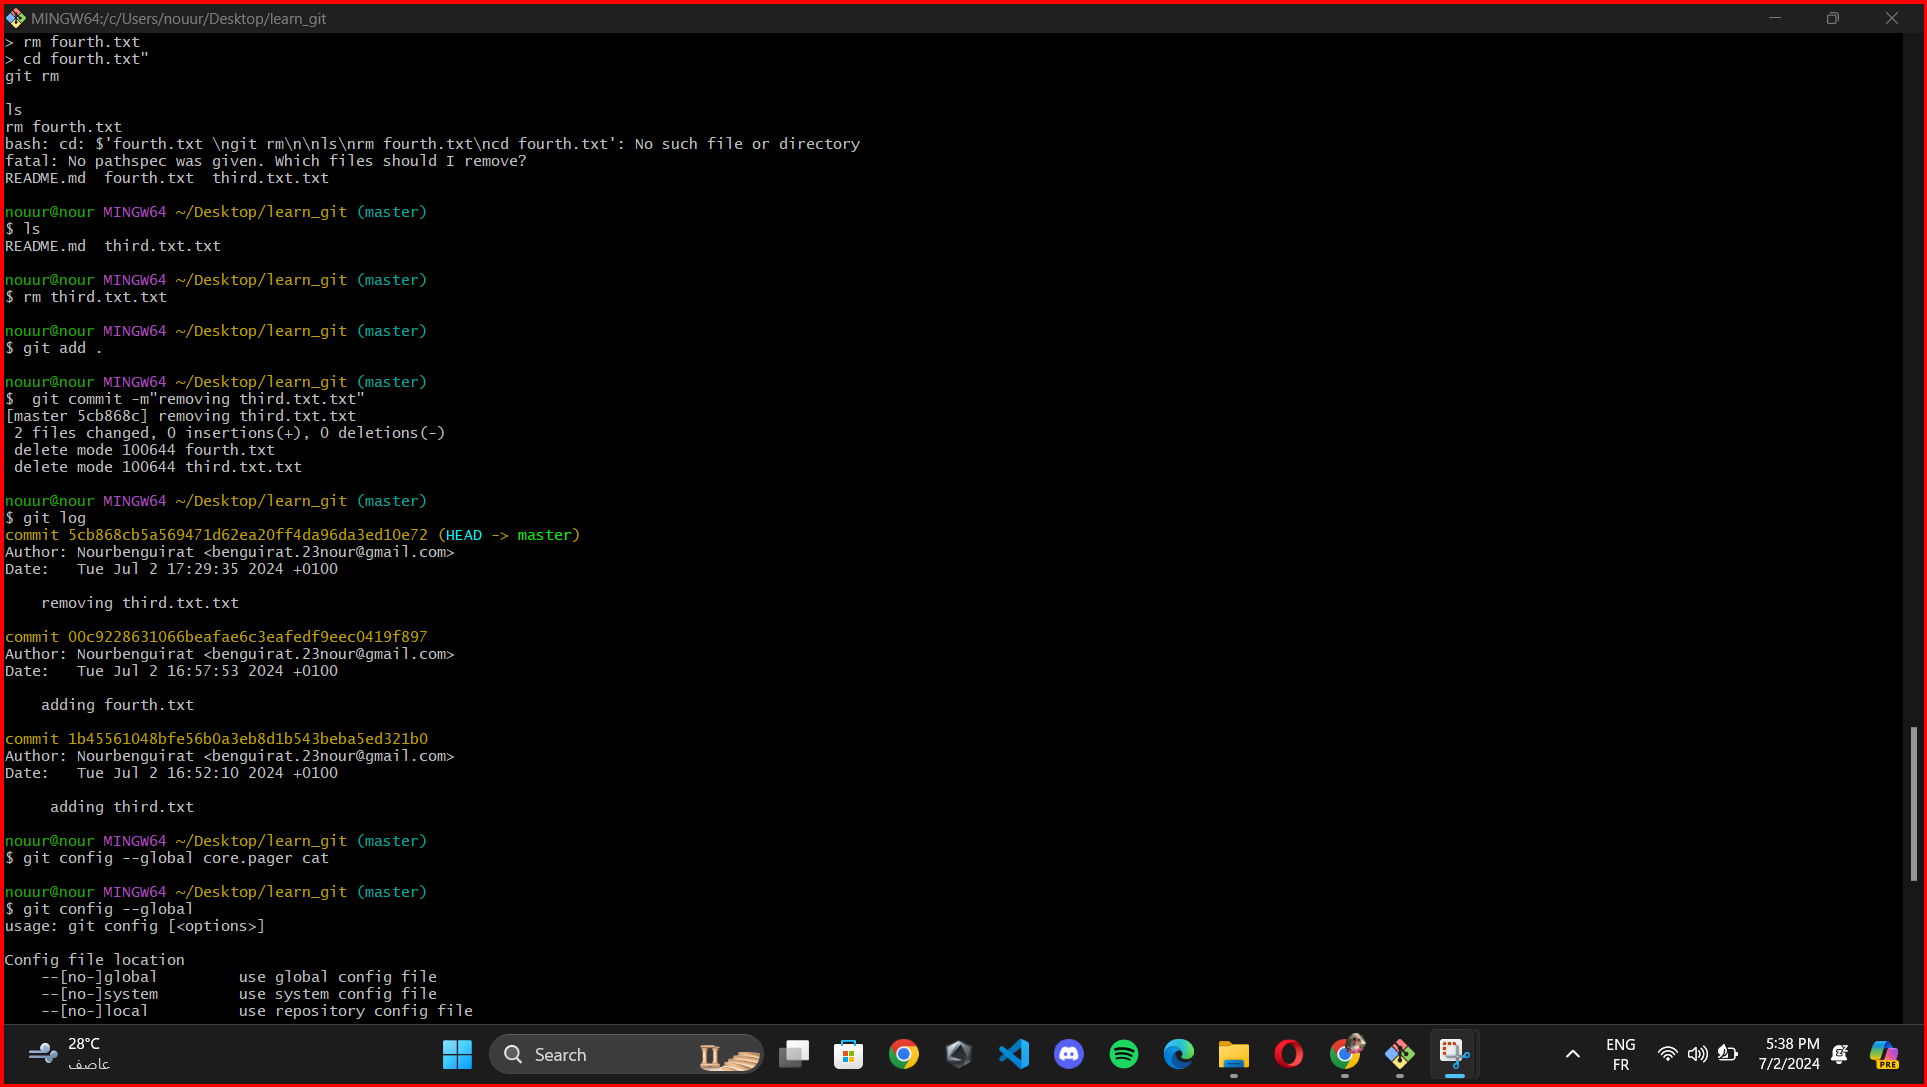 MINGW64:/c/Users/nouur/Desktop/learn_git
> rm fourth.txt
> cd fourth.txt"
git rm
ls
rm fourth.txt
bash: cd: $'fourth.txt \ngit rm\n\nls\nrm fourth.txt\ncd fourth.txt': No such file or directory
fatal: No pathspec was given. Which files should I remove?
README.md  fourth.txt  third.txt.txt
nouur@nour MINGW64 ~/Desktop/learn_git (master)
$ ls
README.md  third.txt.txt
nouur@nour MINGW64 ~/Desktop/learn_git (master)
$ rm third.txt.txt
nouur@nour MINGW64 ~/Desktop/learn_git (master)
$ git add .
nouur@nour MINGW64 ~/Desktop/learn_git (master)
$  git commit -m"removing third.txt.txt"
[master 5cb868c] removing third.txt.txt
 2 files changed, 0 insertions(+), 0 deletions(-)
 delete mode 100644 fourth.txt
 delete mode 100644 third.txt.txt
nouur@nour MINGW64 ~/Desktop/learn_git (master)
$ git log
commit 5cb868cb5a569471d62ea20ff4da96da3ed10e72 (HEAD -> master)
Author: Nourbenguirat <benguirat.23nour@gmail.com>
Date:   Tue Jul 2 17:29:35 2024 +0100
    removing third.txt.txt
commit 00c9228631066beafae6c3eafedf9eec0419f897
Author: Nourbenguirat <benguirat.23nour@gmail.com>
Date:   Tue Jul 2 16:57:53 2024 +0100
    adding fourth.txt
commit 1b45561048bfe56b0a3eb8d1b543beba5ed321b0
Author: Nourbenguirat <benguirat.23nour@gmail.com>
Date:   Tue Jul 2 16:52:10 2024 +0100
     adding third.txt
nouur@nour MINGW64 ~/Desktop/learn_git (master)
$ git config --global core.pager cat
nouur@nour MINGW64 ~/Desktop/learn_git (master)
$ git config --global
usage: git config [<options>]
Config file location
    --[no-]global         use global config file
    --[no-]system         use system config file
    --[no-]local          use repository config file
28°C
عاصف
Search
ENG
FR
5:38 PM
7/2/2024
PRE